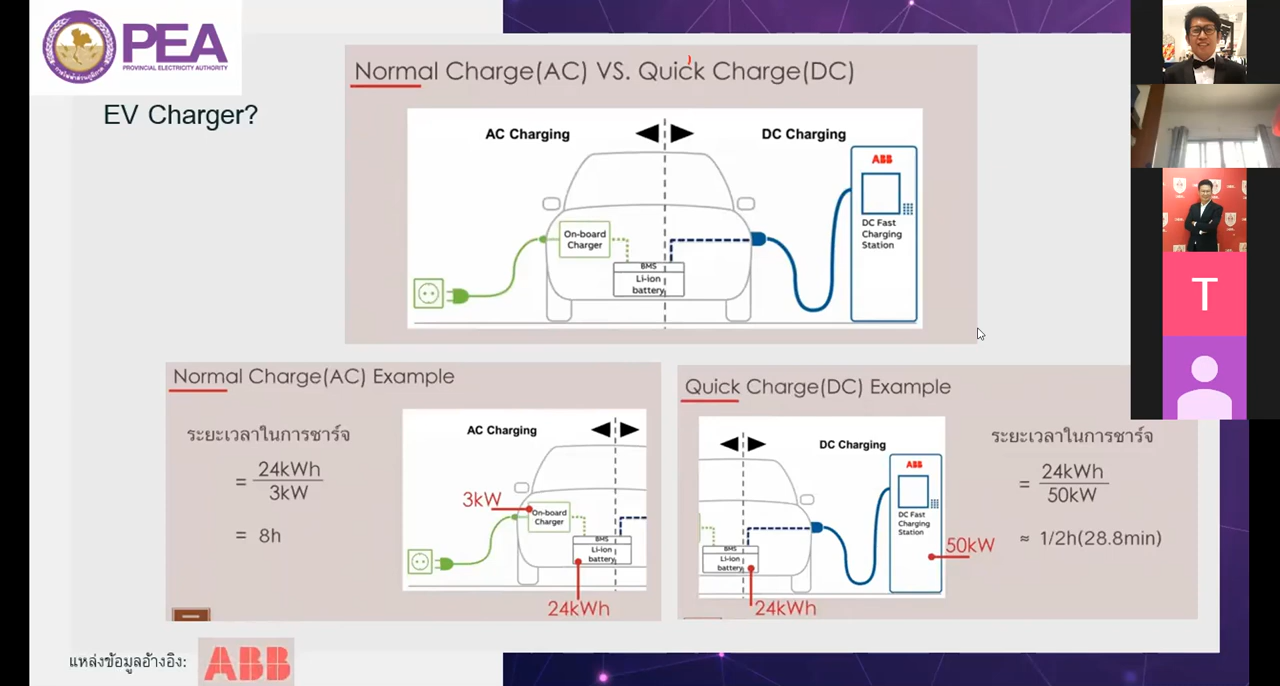 PEA
PROVINCIAL ELECTRICITY AUTHORITY
EV Charger?
Normal Charge(AC) VS. Quick Charge(DC)
AC Charging
DC Charging
ABB
On-board
Charger
DC Fast
Charging
Station
BMS
Li-ion
battery
Normal Charge(AC) Example
ระยะเวลาในการชาร์จ
= 24kWh
3kW
= 8h
AC Charging
3kW
On-board
Charger
BMS
Li-ion
battery
24kWh
Quick Charge(DC) Example
DC Charging
ABB
DC Fast
Charging
Station
BMS
Li-ion
battery
50kW
24kWh
ระยะเวลาในการชาร์จ
= 24kWh
50kW
≈ 1/2h(28.8min)
แหล่งข้อมูลอ้างอิง:
ABB
T